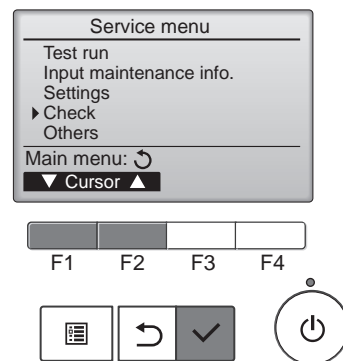 Service menu
Test run
Input maintenance info.
Settings
Check
Others
Main menu:
Cursor
F1 F2 F3 F4